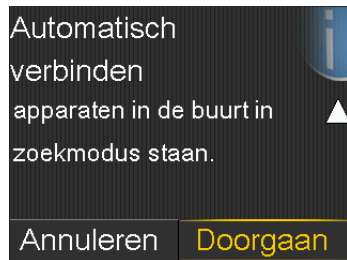 Automatisch
verbinden
apparaten in de buurt in
zoekmodus staan.
Annuleren
Doorgaan